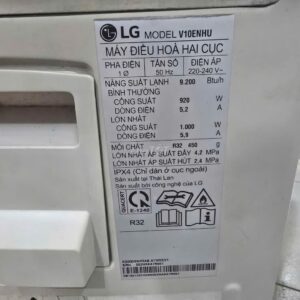 LG MODEL V10ENHU
MÁY ĐIỀU HOÀ HAI CỤC
PHA ĐIỆN TẦN SỐ ĐIỆN ÁP
1 Ø 50 Hz 220-240 V~
NĂNG SUẤT LẠNH 9.200 Btu/h
BÌNH THƯỜNG
CÔNG SUẤT 920 W
DÒNG ĐIỆN 5,2 A
LỚN NHẤT
CÔNG SUẤT 1.000 W
DÒNG ĐIỆN 5,9 A
MÔI CHẤT R32 450 g
LỚN NHẤT ÁP SUẤT ĐẨY 4,2 MPa
LỚN NHẤT ÁP SUẤT HÚT 2,4 MPa
IPX4 (Chỉ dàn ở cục ngoài)
Sản xuất tại Thái Lan
Sản xuất bởi công nghệ của LG
QUACERT
R32